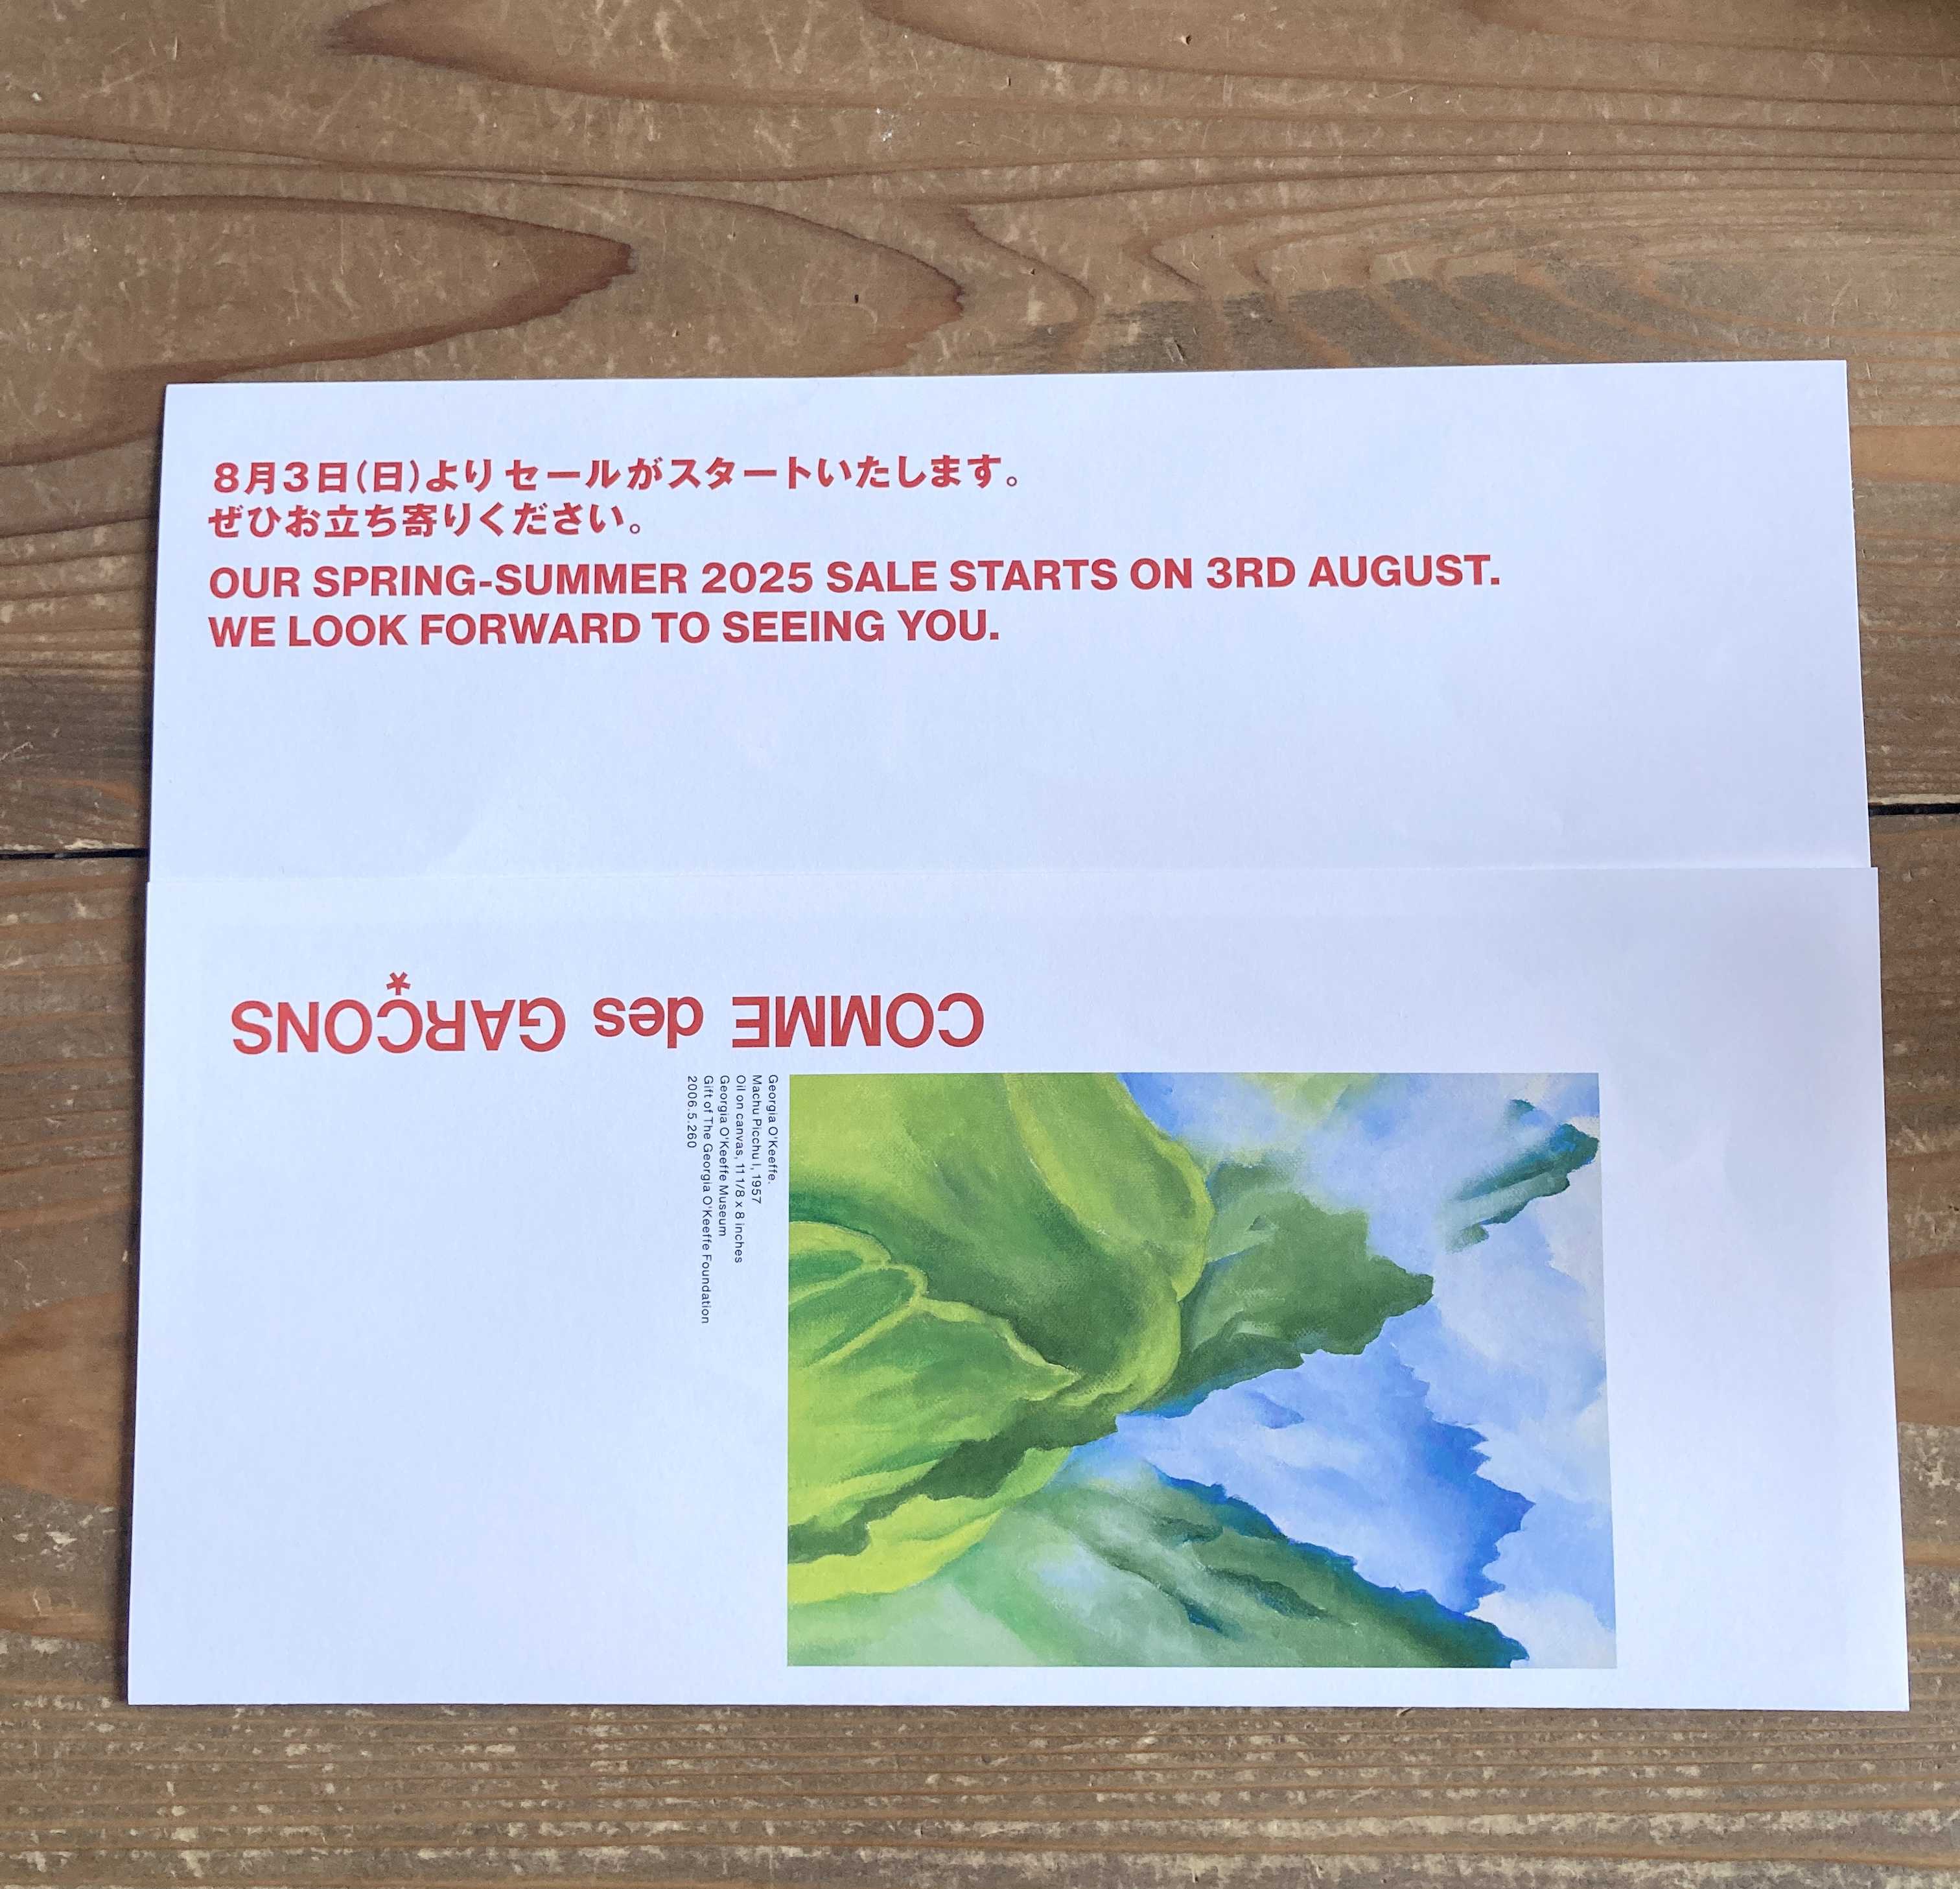 8月3日(日)よりセールがスタートいたします。
ぜひお立ち寄りください。
OUR SPRING-SUMMER 2025 SALE STARTS ON 3RD AUGUST.
WE LOOK FORWARD TO SEEING YOU.
COMME des GARÇONS
Georgia O'Keeffe.
Machu Picchu I, 1957
Oil on canvas, 11 1/8 x 8 inches
Georgia O'Keeffe Museum
Gift of The Georgia O'Keeffe Foundation
2006.5.260